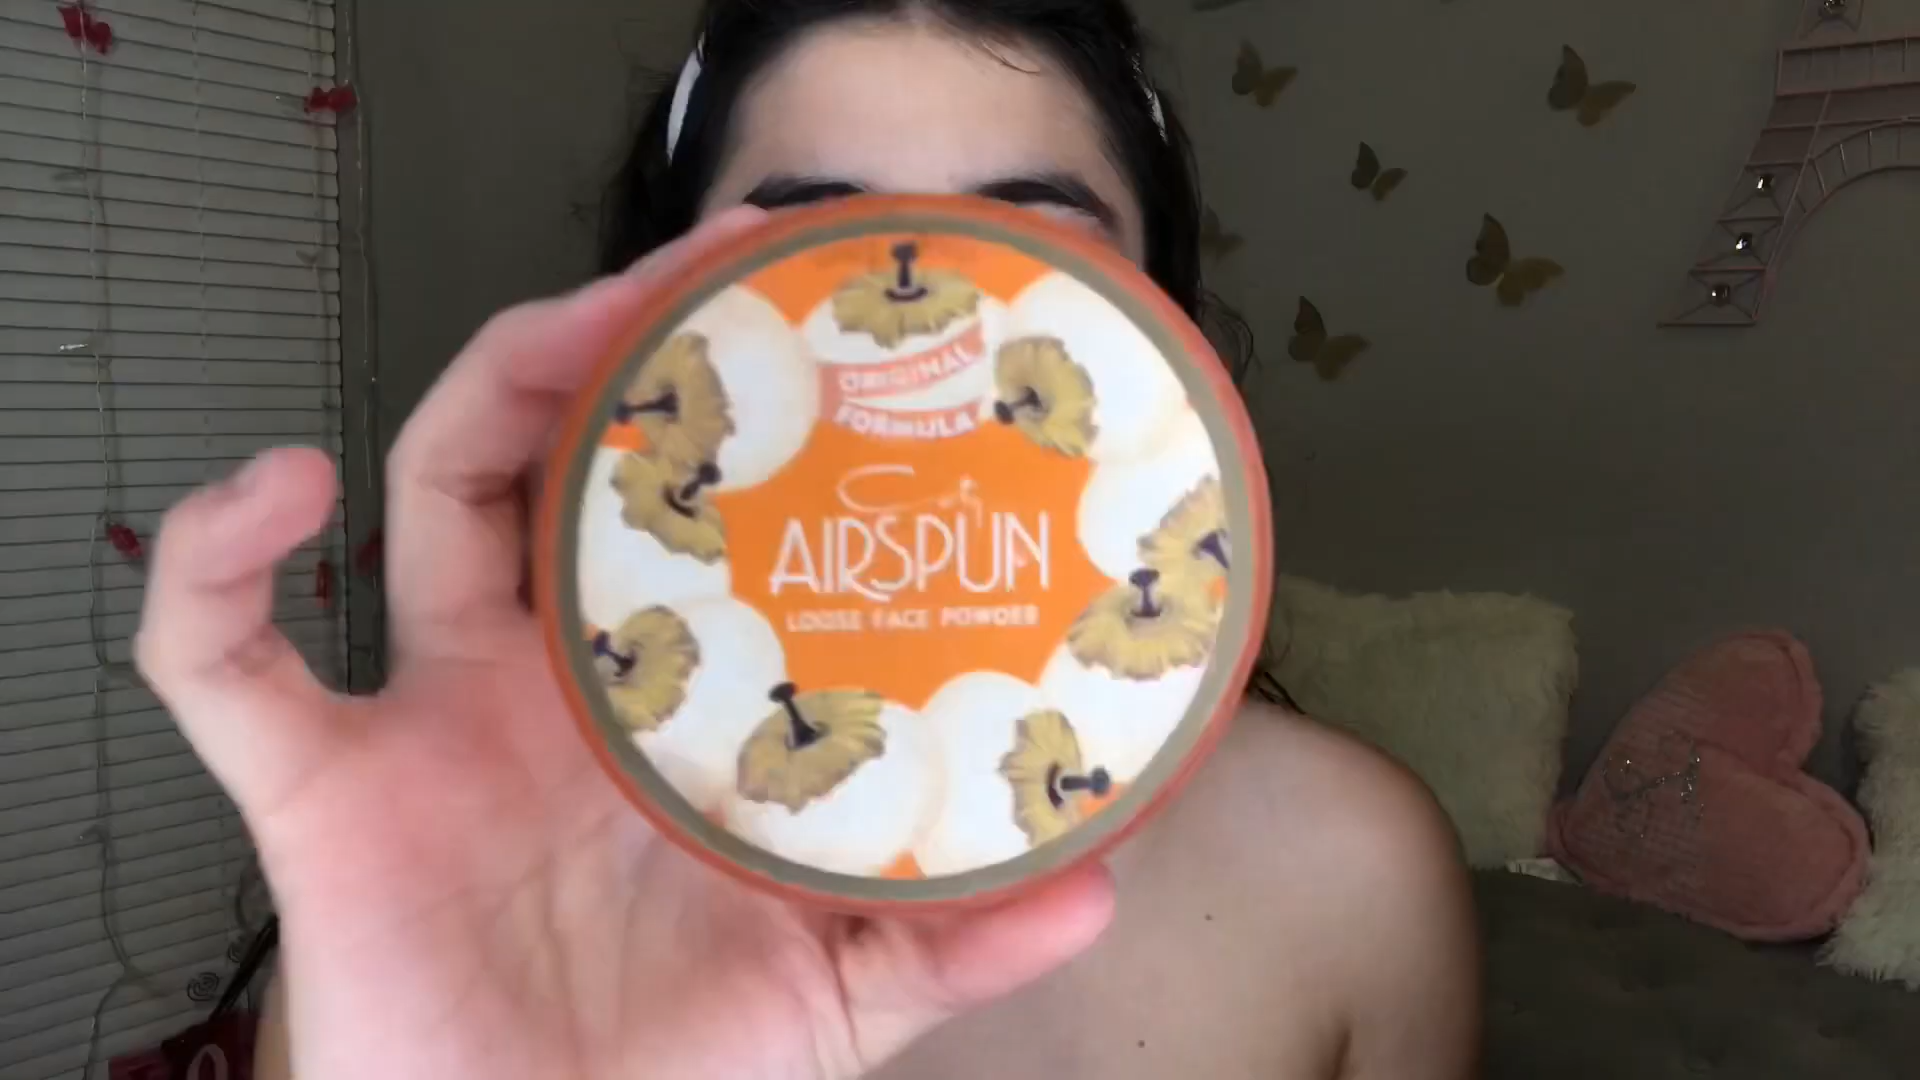 ORIGINAL
FORMULA
Coty
AIRSPUN
LOOSE FACE POWDER